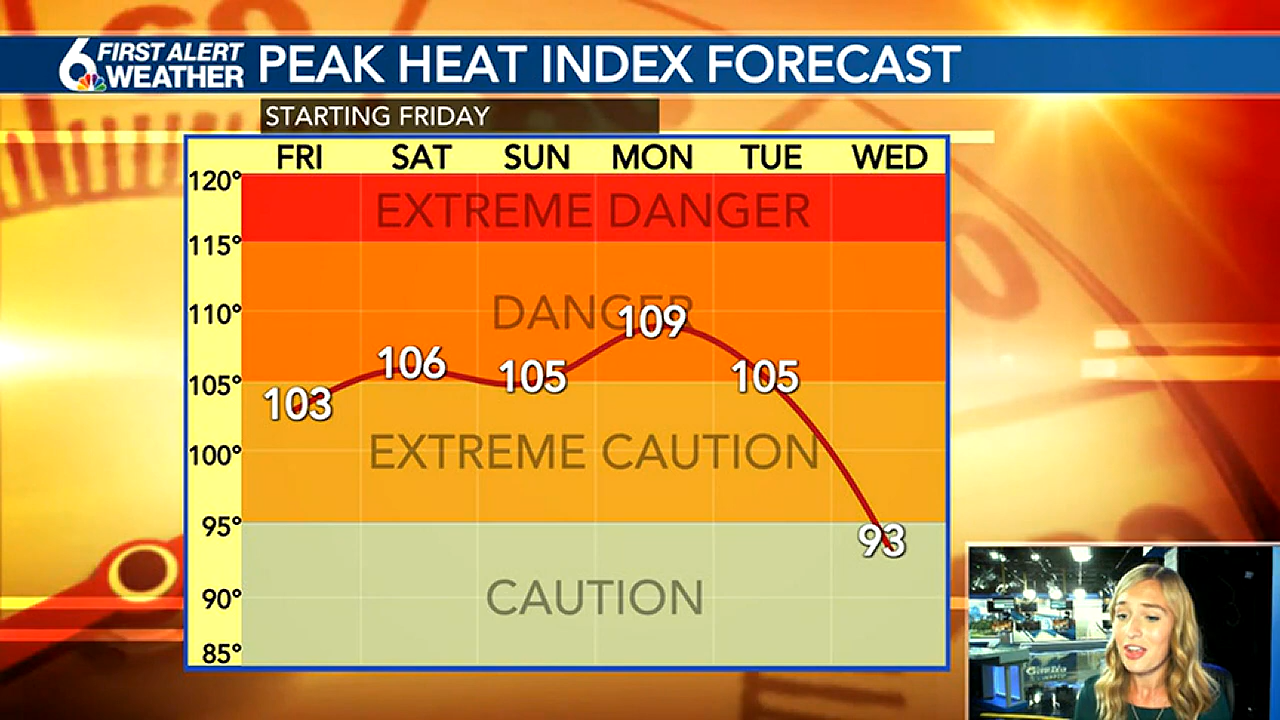 6 FIRST ALERT WEATHER
PEAK HEAT INDEX FORECAST
STARTING FRIDAY
FRI SAT SUN MON TUE WED
120°
EXTREME DANGER
115°
110°
DANGER
109
106
105
105
105°
103
100°
EXTREME CAUTION
95°
93
90°
CAUTION
85°